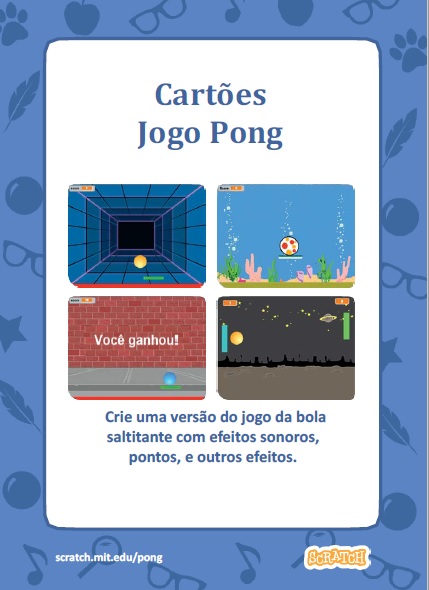 Cartões
Jogo Pong
Você ganhou!
Crie uma versão do jogo da bola
saltitante com efeitos sonoros,
pontos, e outros efeitos.
scratch.mit.edu/pong
SCRATCH